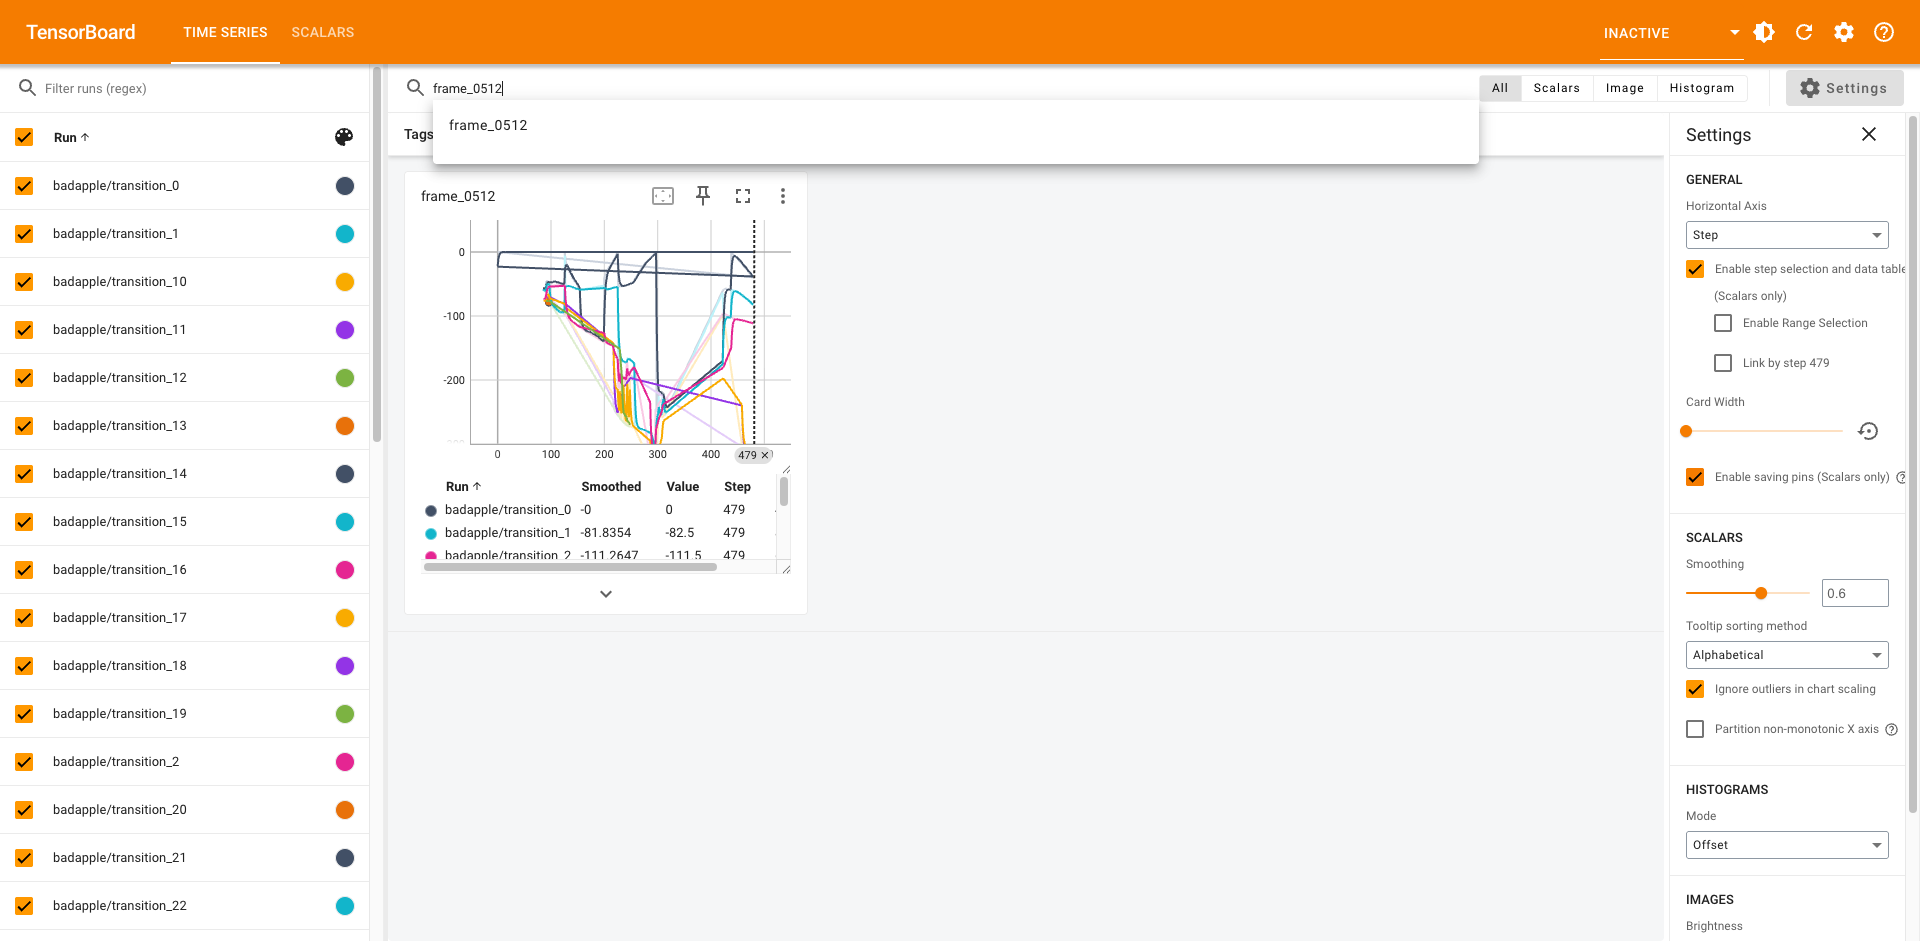 TensorBoard
TIME SERIES
SCALARS
INACTIVE
Filter runs (regex)
Run
badapple/transition_0
badapple/transition_1
badapple/transition_10
badapple/transition_11
badapple/transition_12
badapple/transition_13
badapple/transition_14
badapple/transition_15
badapple/transition_16
badapple/transition_17
badapple/transition_18
badapple/transition_19
badapple/transition_2
badapple/transition_20
badapple/transition_21
badapple/transition_22
frame_0512
All
Scalars
Image
Histogram
Settings
frame_0512
Tags
frame_0512
0
-100
-200
0
100
200
300
400
479
Run Smoothed Value Step
badapple/transition_0 -0 0 479
badapple/transition_1 -81.8354 -82.5 479
badapple/transition_2 -111.2647 -111.5 479
Settings
GENERAL
Horizontal Axis
Step
Enable step selection and data table
(Scalars only)
Enable Range Selection
Link by step 479
Card Width
Enable saving pins (Scalars only)
SCALARS
Smoothing
0.6
Tooltip sorting method
Alphabetical
Ignore outliers in chart scaling
Partition non-monotonic X axis
HISTOGRAMS
Mode
Offset
IMAGES
Brightness